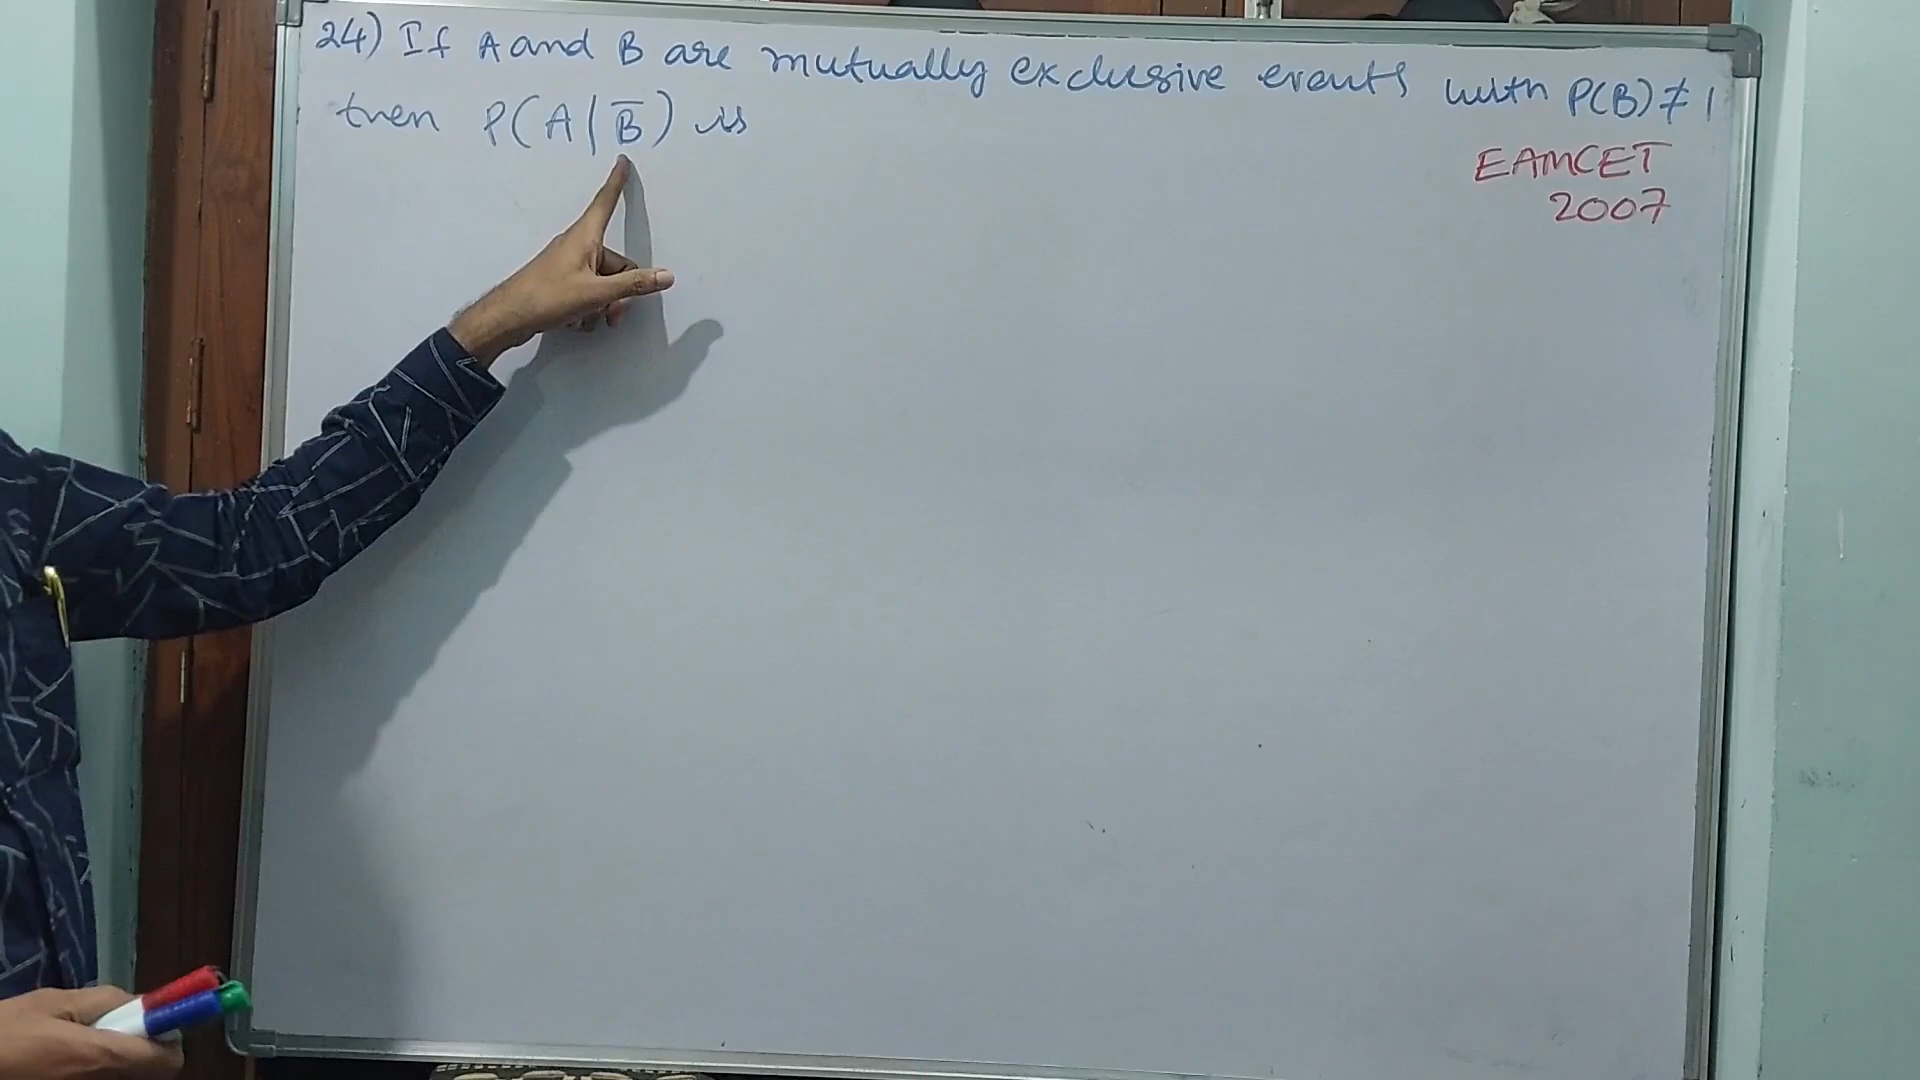 24) If A and B are mutually exclusive events with P(B) ≠ 1
then P(A | B̅) is
EAMCET
2007